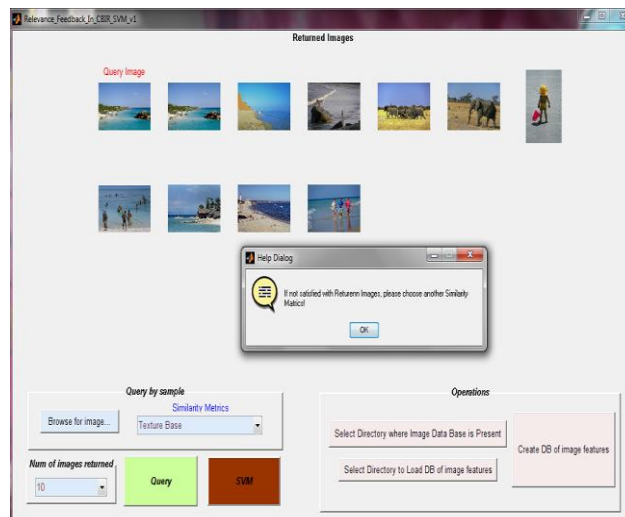 Relevance_Feedback_In_CBIR_SVM_v1
Returned Images
Query Image
Help Dialog
If not satisfied with Returenn Images, please choose another Similarity
Matrics!
OK
Query by sample
Similarity Metrics
Browse for image...
Texture Base
Num of images returned
10
Query
SVM
Operations
Select Directory where Image Data Base is Present
Select Directory to Load DB of image features
Create DB of image features